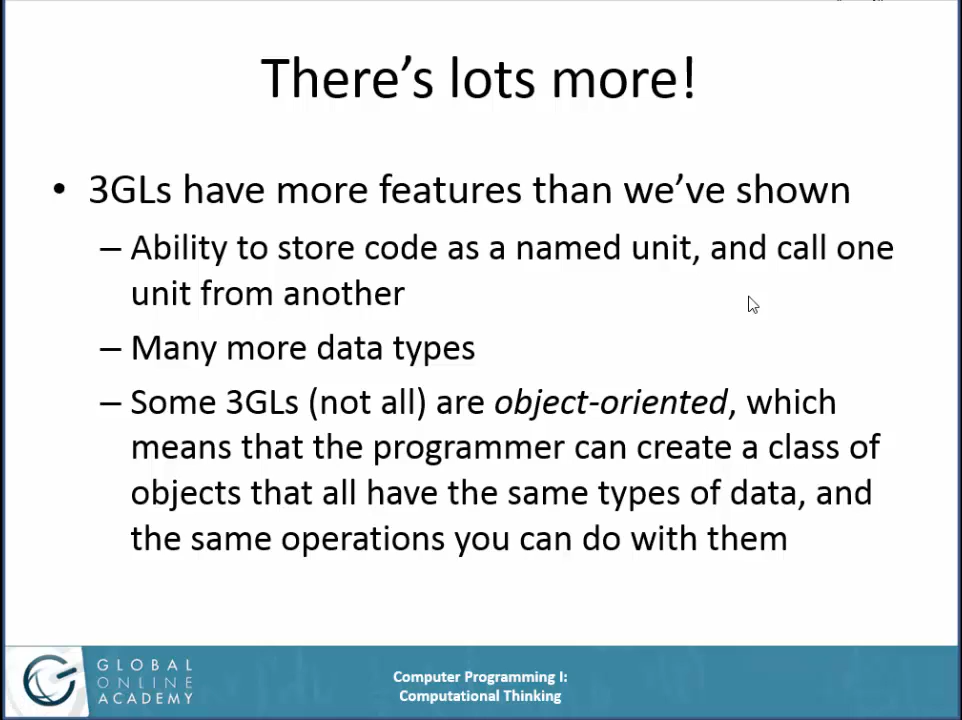 There’s lots more!
• 3GLs have more features than we’ve shown
– Ability to store code as a named unit, and call one
unit from another
– Many more data types
– Some 3GLs (not all) are object-oriented, which
means that the programmer can create a class of
objects that all have the same types of data, and
the same operations you can do with them
GLOBAL
ONLINE
ACADEMY
Computer Programming I:
Computational Thinking